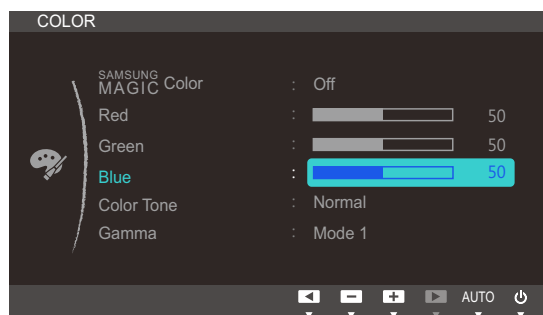 COLOR
SAMSUNG MAGIC Color : Off
Red : 50
Green : 50
Blue : 50
Color Tone : Normal
Gamma : Mode 1
AUTO